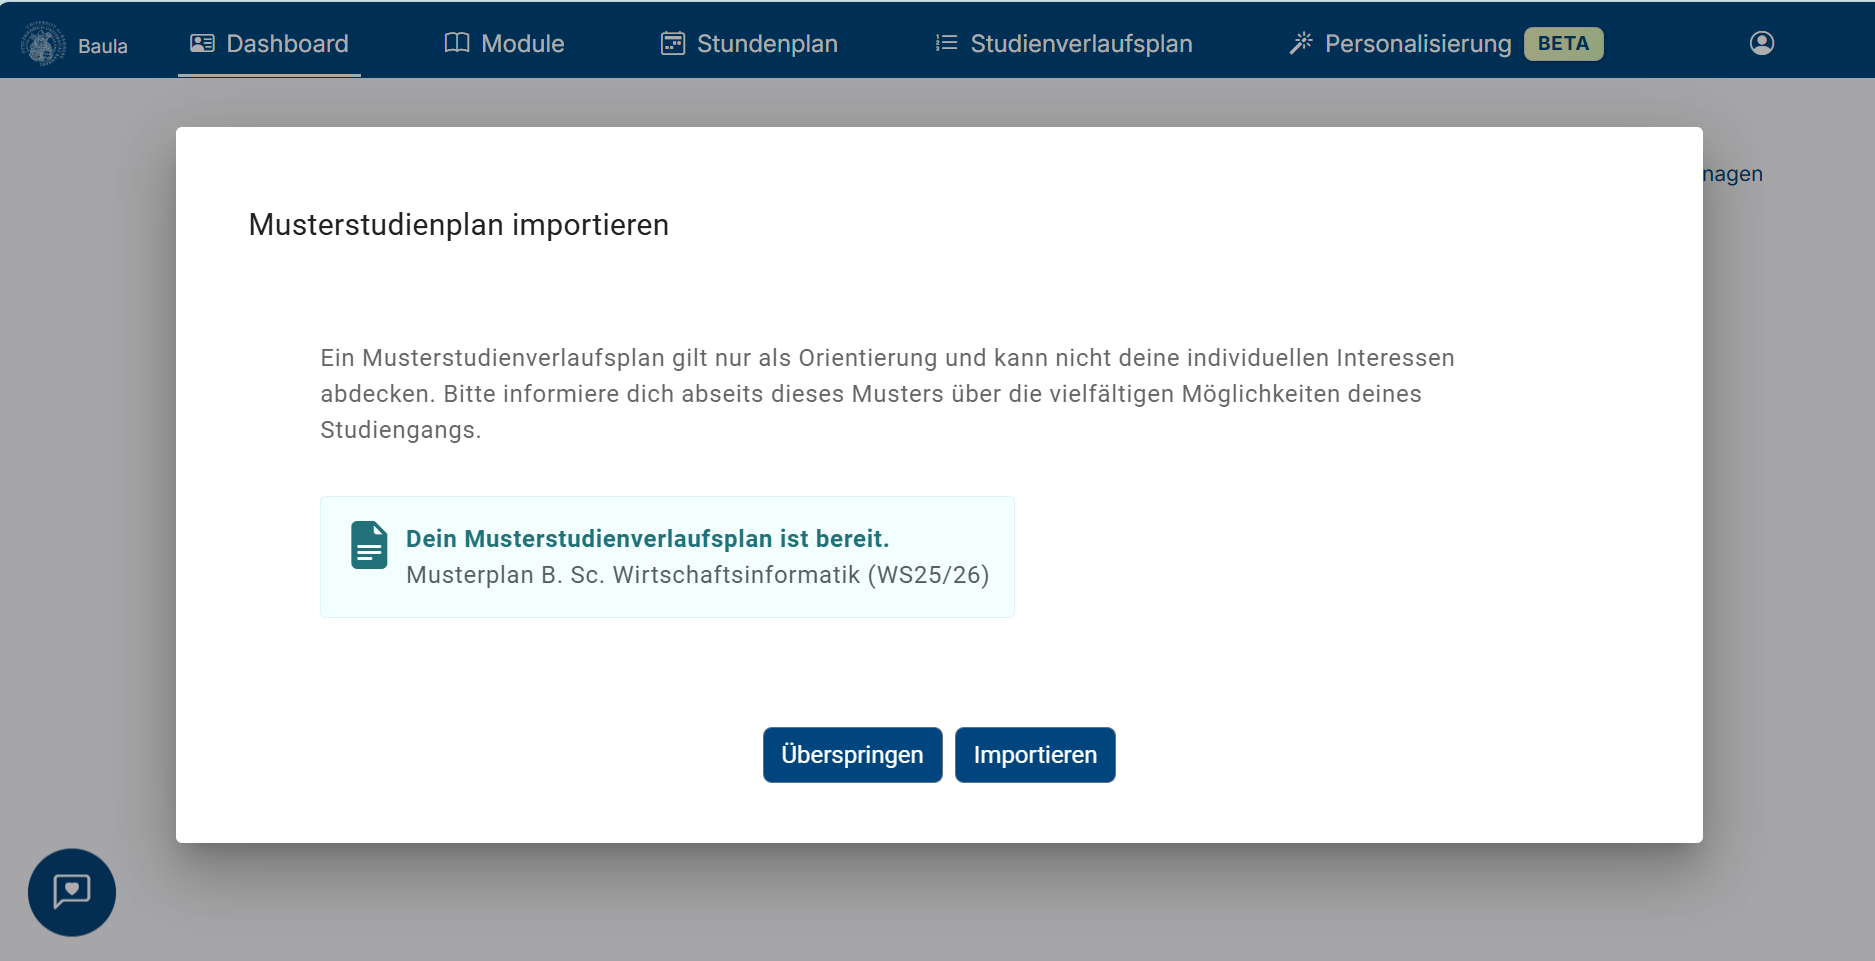 Baula
Dashboard
Module
Stundenplan
Studienverlaufsplan
Personalisierung BETA
nagen
Musterstudienplan importieren
Ein Musterstudienverlaufsplan gilt nur als Orientierung und kann nicht deine individuellen Interessen
abdecken. Bitte informiere dich abseits dieses Musters über die vielfältigen Möglichkeiten deines
Studiengangs.
Dein Musterstudienverlaufsplan ist bereit.
Musterplan B. Sc. Wirtschaftsinformatik (WS25/26)
Überspringen
Importieren